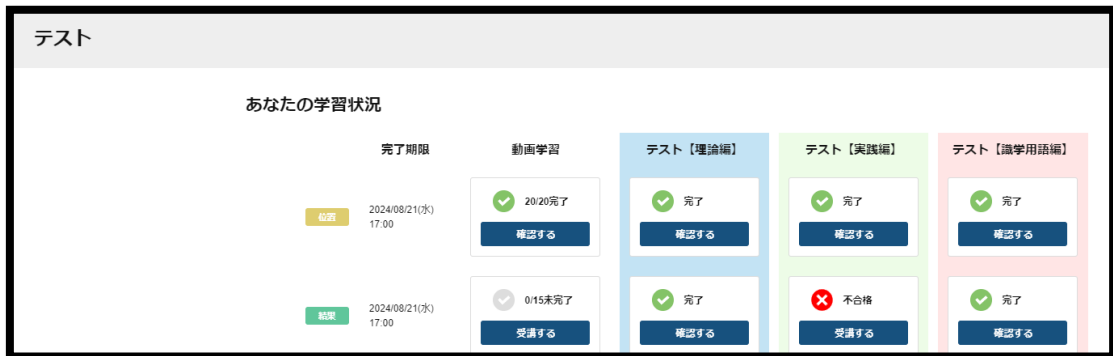 テスト
あなたの学習状況
完了期限 動画学習 テスト【理論編】 テスト【実践編】 テスト【識学用語編】
位置 2024/08/21(水) 17:00 20/20完了 完了 完了 完了
確認する 確認する 確認する 確認する
結果 2024/08/21(水) 17:00 0/15未完了 完了 不合格 完了
受講する 確認する 受講する 確認する